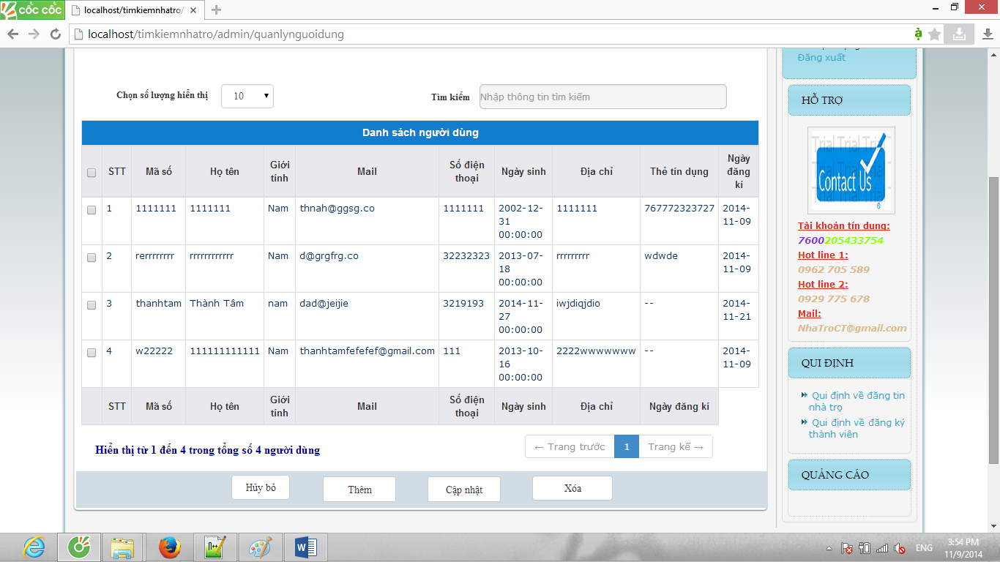 CỐC CỐC
localhost/timkiemnhatro/
localhost/timkiemnhatro/admin/quanlynguoidung
Đăng xuất
Chọn số lượng hiển thị
10
Tìm kiếm
Nhập thông tin tìm kiếm
Danh sách người dùng
STT Mã số Họ tên Giới tính Mail Số điện thoại Ngày sinh Địa chỉ Thẻ tín dụng Ngày đăng kí
1 1111111 1111111 Nam thnah@ggsg.co 1111111 2002-12-31 00:00:00 1111111 767772323727 2014-11-09
2 rerrrrrrrr rrrrrrrrrrrr Nam d@grgfrg.co 32232323 2013-07-18 00:00:00 rrrrrrrrr wdwde 2014-11-09
3 thanhtam Thành Tâm nam dad@jeijie 3219193 2014-11-27 00:00:00 iwjdiqjdio -- 2014-11-21
4 w22222 111111111111 Nam thanhtamfefefef@gmail.com 111 2013-10-16 00:00:00 2222wwwwwww -- 2014-11-09
STT Mã số Họ tên Giới tính Mail Số điện thoại Ngày sinh Địa chỉ Ngày đăng kí
Hiển thị từ 1 đến 4 trong tổng số 4 người dùng
← Trang trước 1 Trang kế →
Hủy bỏ
Thêm
Cập nhật
Xóa
HỖ TRỢ
Trial Trial Trial
Contact Us
Tài khoản tín dung:
7600205433754
Hot line 1:
0962 705 589
Hot line 2:
0929 775 678
Mail:
NhaTroCT@gmail.com
QUI ĐỊNH
Qui định về đăng tin
nhà trọ
Qui định về đăng ký
thành viên
QUẢNG CÁO
ENG
3:54 PM
11/9/2014